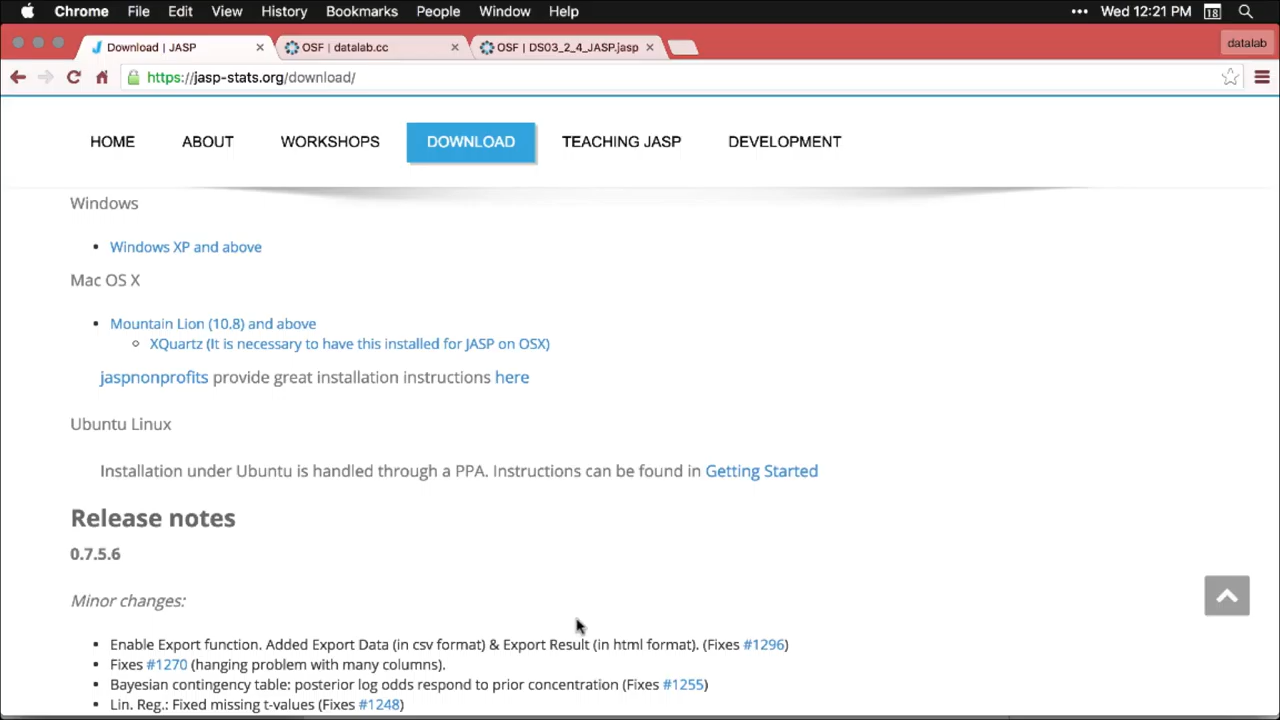 Chrome File Edit View History Bookmarks People Window Help ••• Wed 12:21 PM 18
Download | JASP × OSF | datalab.cc × OSF | DS03_2_4_JASP.jasp × datalab
https://jasp-stats.org/download/
HOME ABOUT WORKSHOPS DOWNLOAD TEACHING JASP DEVELOPMENT
Windows
• Windows XP and above
Mac OS X
• Mountain Lion (10.8) and above
◦ XQuartz (It is necessary to have this installed for JASP on OSX)
jaspnonprofits provide great installation instructions here
Ubuntu Linux
Installation under Ubuntu is handled through a PPA. Instructions can be found in Getting Started
Release notes
0.7.5.6
Minor changes:
▪ Enable Export function. Added Export Data (in csv format) & Export Result (in html format). (Fixes #1296)
▪ Fixes #1270 (hanging problem with many columns).
▪ Bayesian contingency table: posterior log odds respond to prior concentration (Fixes #1255)
▪ Lin. Reg.: Fixed missing t-values (Fixes #1248)